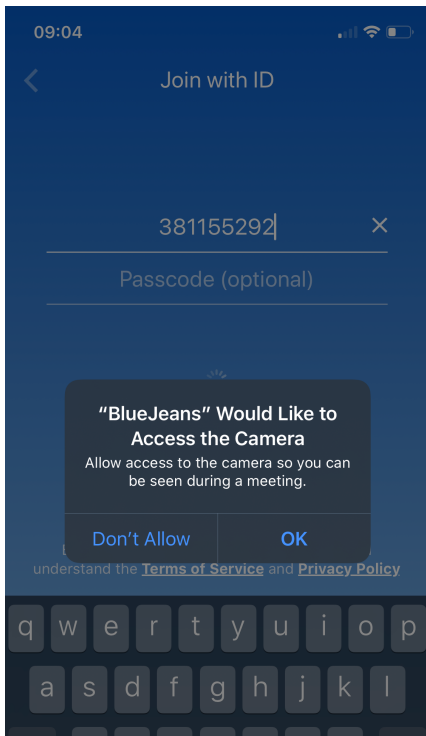 09:04
Join with ID
381155292
Passcode (optional)
“BlueJeans” Would Like to
Access the Camera
Allow access to the camera so you can
be seen during a meeting.
Don’t Allow OK
understand the Terms of Service and Privacy Policy
q w e r t y u i o p
a s d f g h j k l